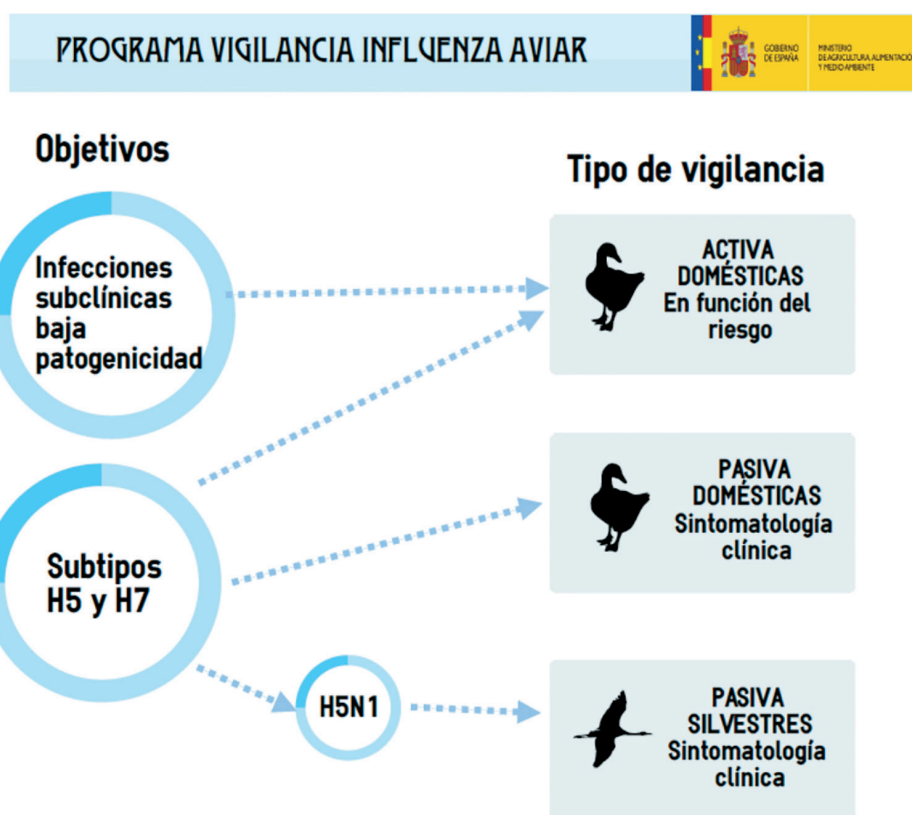 PROGRAMA VIGILANCIA INFLUENZA AVIAR
GOBIERNO
DE ESPAÑA
MINISTERIO
DE AGRICULTURA, ALIMENTACIO
Y MEDIO AMBIENTE
Objetivos
Tipo de vigilancia
Infecciones
subclínicas
baja
patogenicidad
ACTIVA
DOMÉSTICAS
En función del
riesgo
Subtipos
H5 y H7
PASIVA
DOMÉSTICAS
Sintomatología
clínica
H5N1
PASIVA
SILVESTRES
Sintomatología
clínica